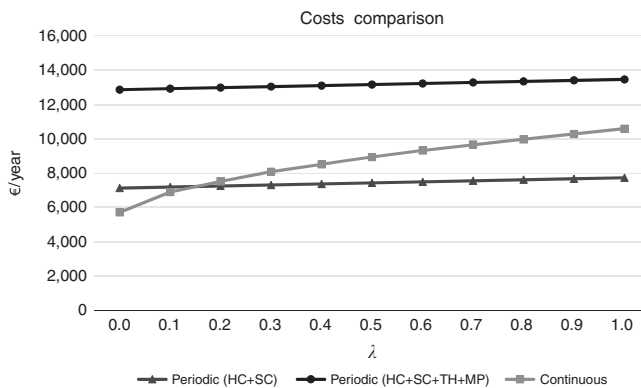 Costs comparison
16,000
14,000
12,000
10,000
8,000
6,000
4,000
2,000
0
€/year
0.0 0.1 0.2 0.3 0.4 0.5 0.6 0.7 0.8 0.9 1.0
λ
Periodic (HC+SC) Periodic (HC+SC+TH+MP) Continuous